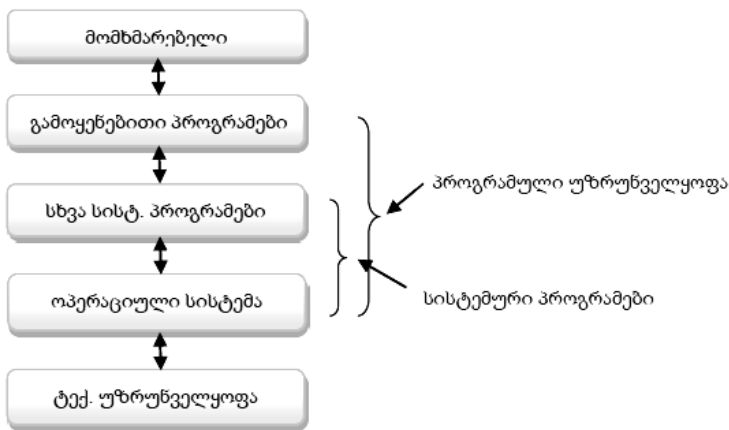 მომხმარებელი
გამოყენებითი პროგრამები
პროგრამული უზრუნველყოფა
სხვა სისტ. პროგრამები
ოპერაციული სისტემა
სისტემური პროგრამები
ტექ. უზრუნველყოფა